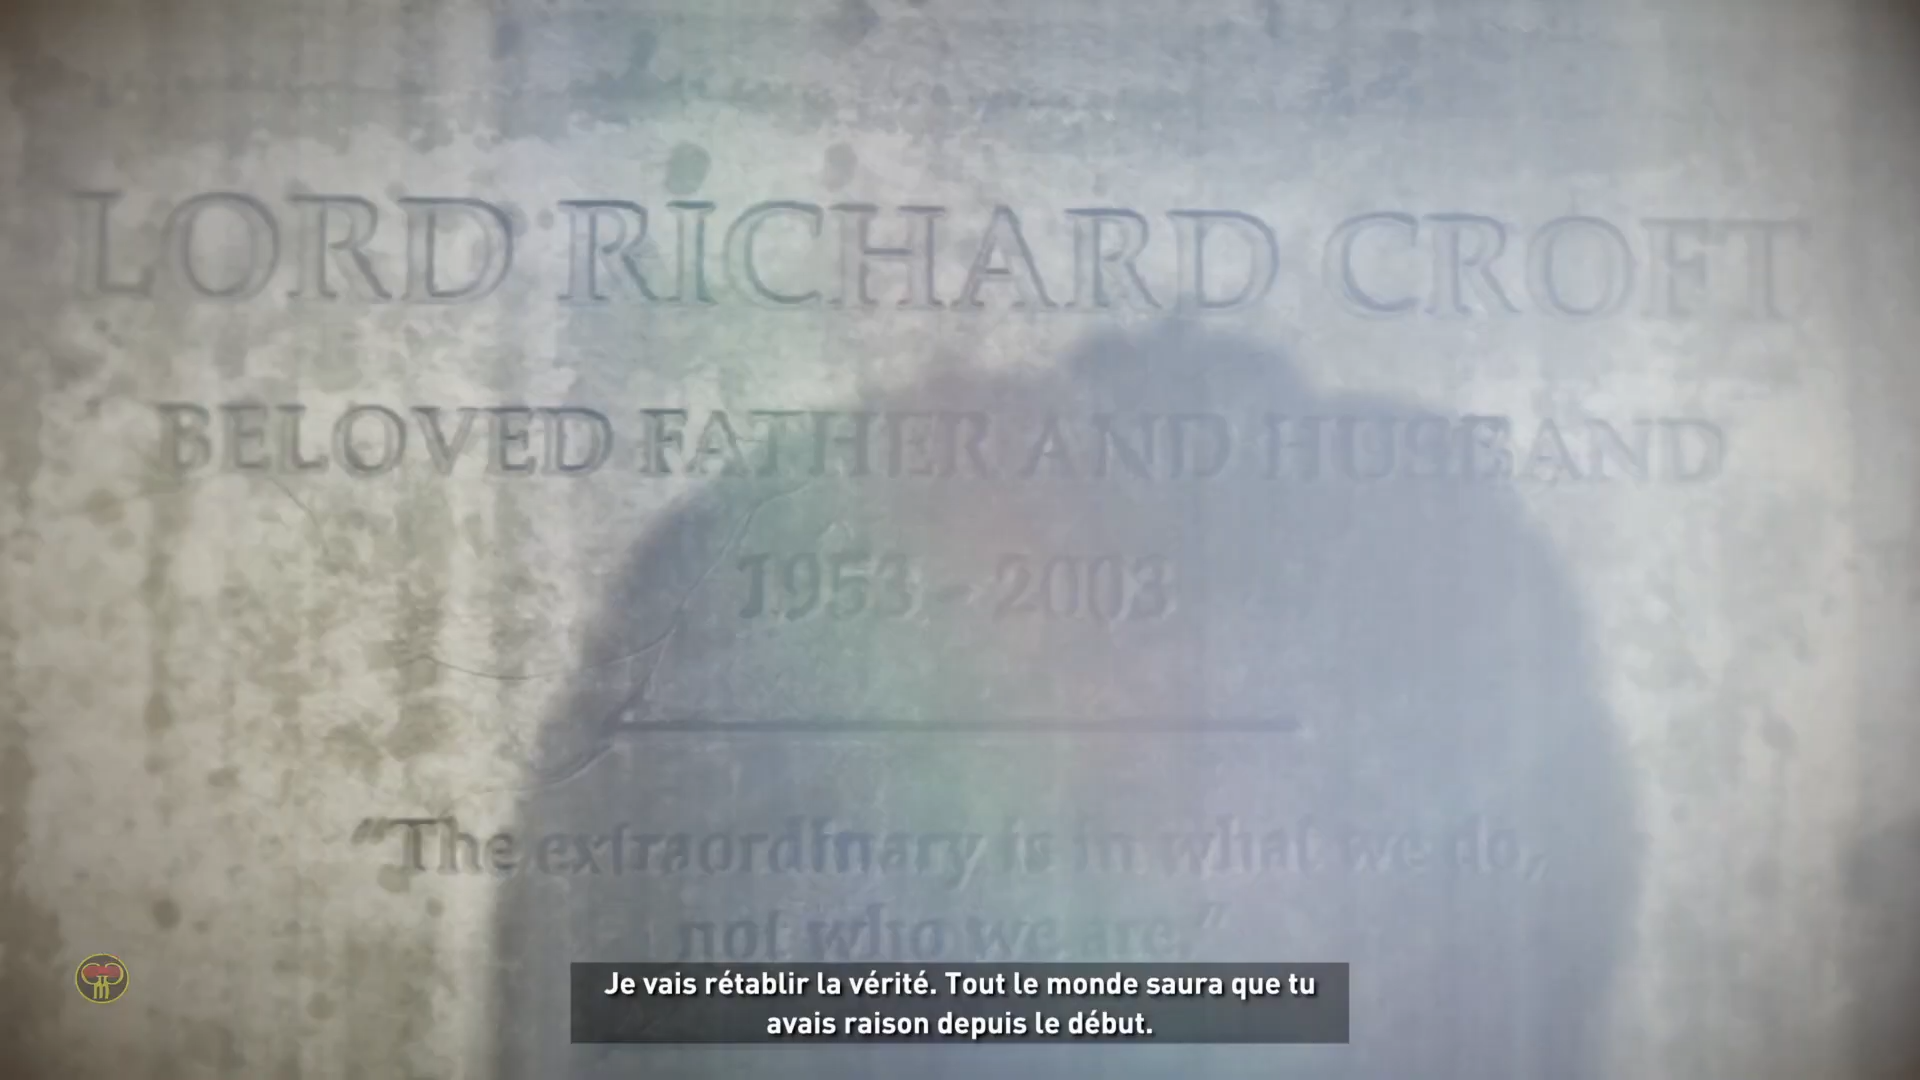 LORD RICHARD CROFT
BELOVED FATHER AND HUSBAND
1953 - 2003
"The extraordinary is in what we do,
not who we are."
Je vais rétablir la vérité. Tout le monde saura que tu
avais raison depuis le début.